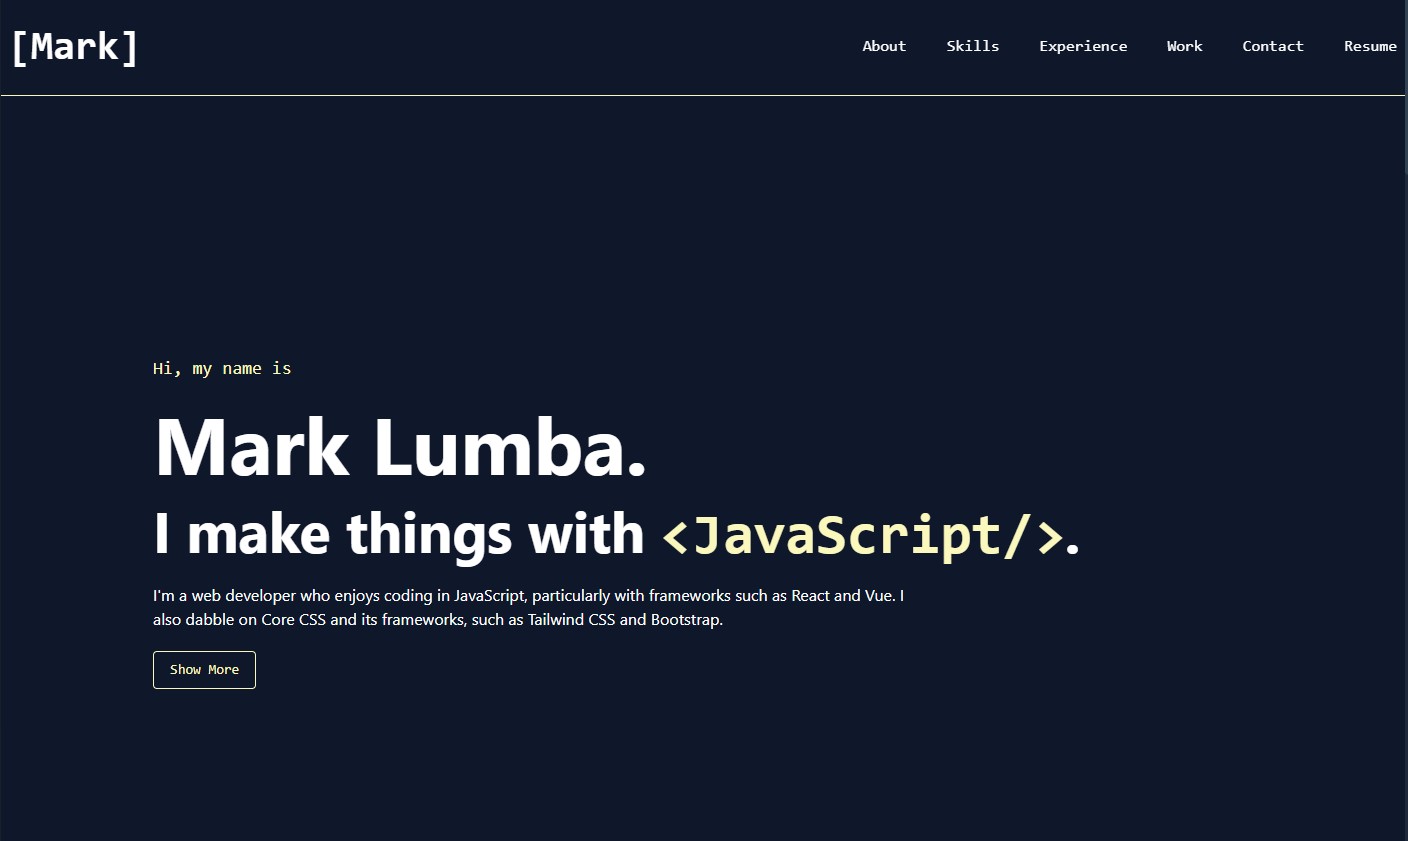 [Mark]
About Skills Experience Work Contact Resume
Hi, my name is
Mark Lumba.
I make things with <JavaScript/>.
I'm a web developer who enjoys coding in JavaScript, particularly with frameworks such as React and Vue. I
also dabble on Core CSS and its frameworks, such as Tailwind CSS and Bootstrap.
Show More